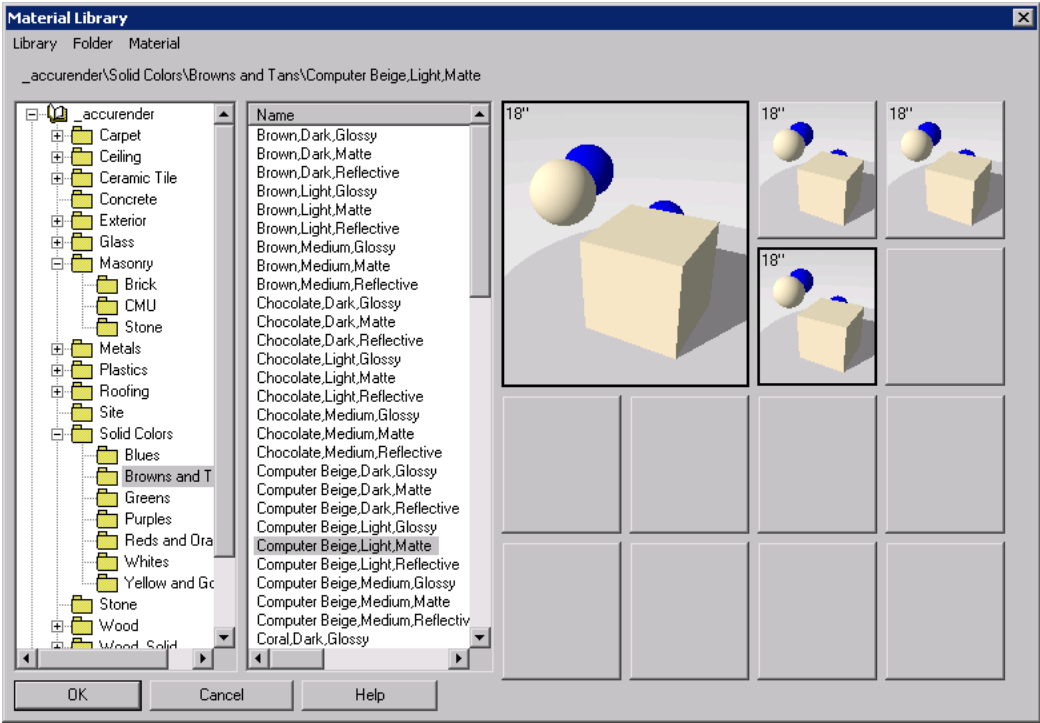 Material Library
Library Folder Material
_accurender\Solid Colors\Browns and Tans\Computer Beige,Light,Matte
_accurender
Carpet
Ceiling
Ceramic Tile
Concrete
Exterior
Glass
Masonry
Brick
CMU
Stone
Metals
Plastics
Roofing
Site
Solid Colors
Blues
Browns and T
Greens
Purples
Reds and Ora
Whites
Yellow and Go
Stone
Wood
Wood, Solid
Name
Brown,Dark,Glossy
Brown,Dark,Matte
Brown,Dark,Reflective
Brown,Light,Glossy
Brown,Light,Matte
Brown,Light,Reflective
Brown,Medium,Glossy
Brown,Medium,Matte
Brown,Medium,Reflective
Chocolate,Dark,Glossy
Chocolate,Dark,Matte
Chocolate,Dark,Reflective
Chocolate,Light,Glossy
Chocolate,Light,Matte
Chocolate,Light,Reflective
Chocolate,Medium,Glossy
Chocolate,Medium,Matte
Chocolate,Medium,Reflective
Computer Beige,Dark,Glossy
Computer Beige,Dark,Matte
Computer Beige,Dark,Reflective
Computer Beige,Light,Glossy
Computer Beige,Light,Matte
Computer Beige,Light,Reflective
Computer Beige,Medium,Glossy
Computer Beige,Medium,Matte
Computer Beige,Medium,Reflectiv
Coral,Dark,Glossy
18"
18"
18"
18"
OK Cancel Help